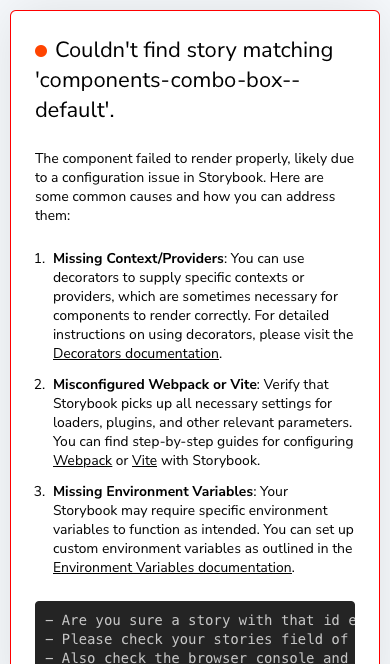 Couldn't find story matching
'components-combo-box--
default'.
The component failed to render properly, likely due
to a configuration issue in Storybook. Here are
some common causes and how you can address
them:
1. Missing Context/Providers: You can use
decorators to supply specific contexts or
providers, which are sometimes necessary for
components to render correctly. For detailed
instructions on using decorators, please visit the
Decorators documentation.
2. Misconfigured Webpack or Vite: Verify that
Storybook picks up all necessary settings for
loaders, plugins, and other relevant parameters.
You can find step-by-step guides for configuring
Webpack or Vite with Storybook.
3. Missing Environment Variables: Your
Storybook may require specific environment
variables to function as intended. You can set up
custom environment variables as outlined in the
Environment Variables documentation.
– Are you sure a story with that id e
– Please check your stories field of
– Also check the browser console and